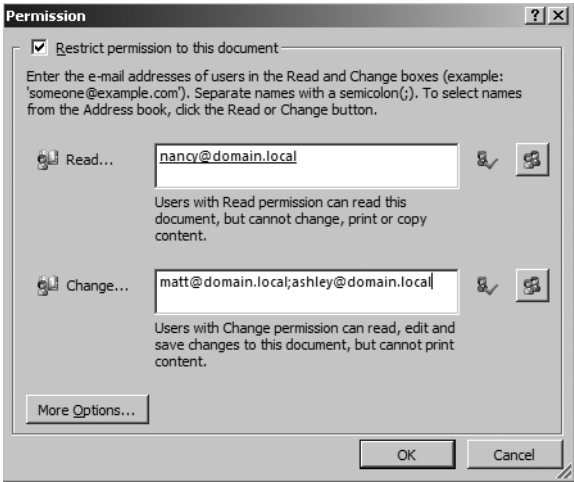 Permission
Restrict permission to this document
Enter the e-mail addresses of users in the Read and Change boxes (example:
'someone@example.com'). Separate names with a semicolon(;). To select names
from the Address book, click the Read or Change button.
Read... nancy@domain.local
Users with Read permission can read this
document, but cannot change, print or copy
content.
Change... matt@domain.local;ashley@domain.local
Users with Change permission can read, edit and
save changes to this document, but cannot print
content.
More Options...
OK Cancel